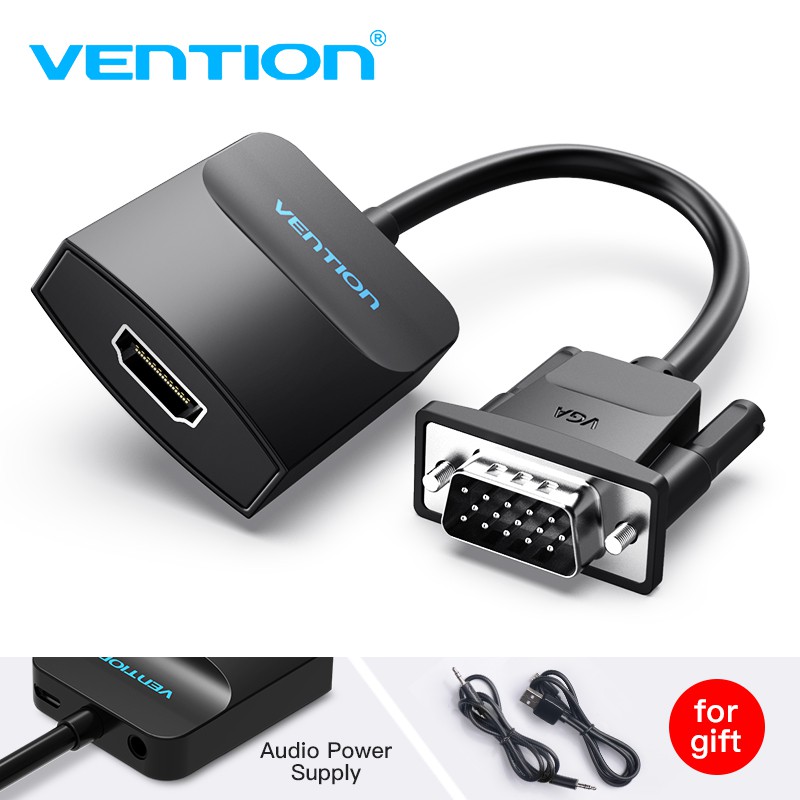 VENTION®
VENTION
VGA
VENTION
Audio Power
Supply
for
gift